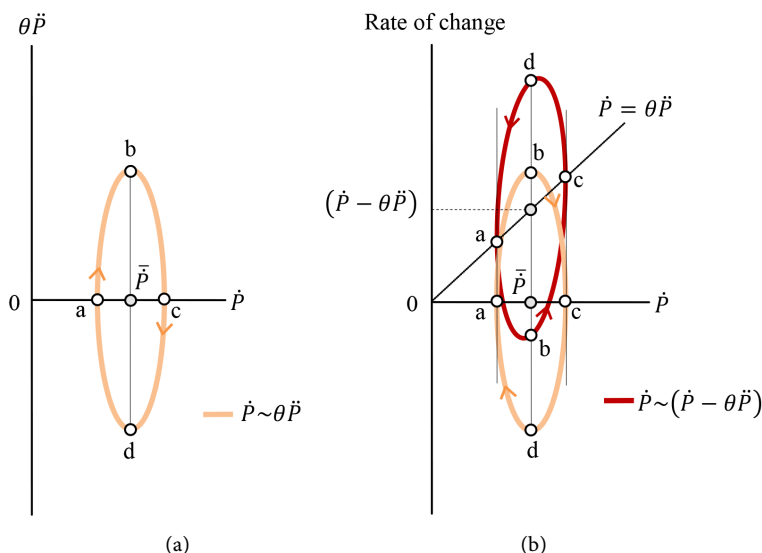 θP̈
b
0
a
P̄̇
c
Ṗ
d
Ṗ~θP̈
(a)
Rate of change
d
Ṗ = θP̈
b
c
(Ṗ − θP̈)
a
P̄̇
0
a
c
Ṗ
b
Ṗ~(Ṗ − θP̈)
d
(b)